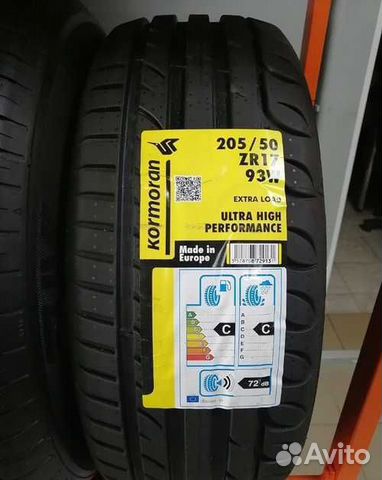 kormoran
205/50
ZR17
93W
EXTRA LOAD
ULTRA HIGH
PERFORMANCE
Made in
Europe
A
B
C
D
E
F
G
C
A
B
C
D
E
F
G
C
72 dB
Avito